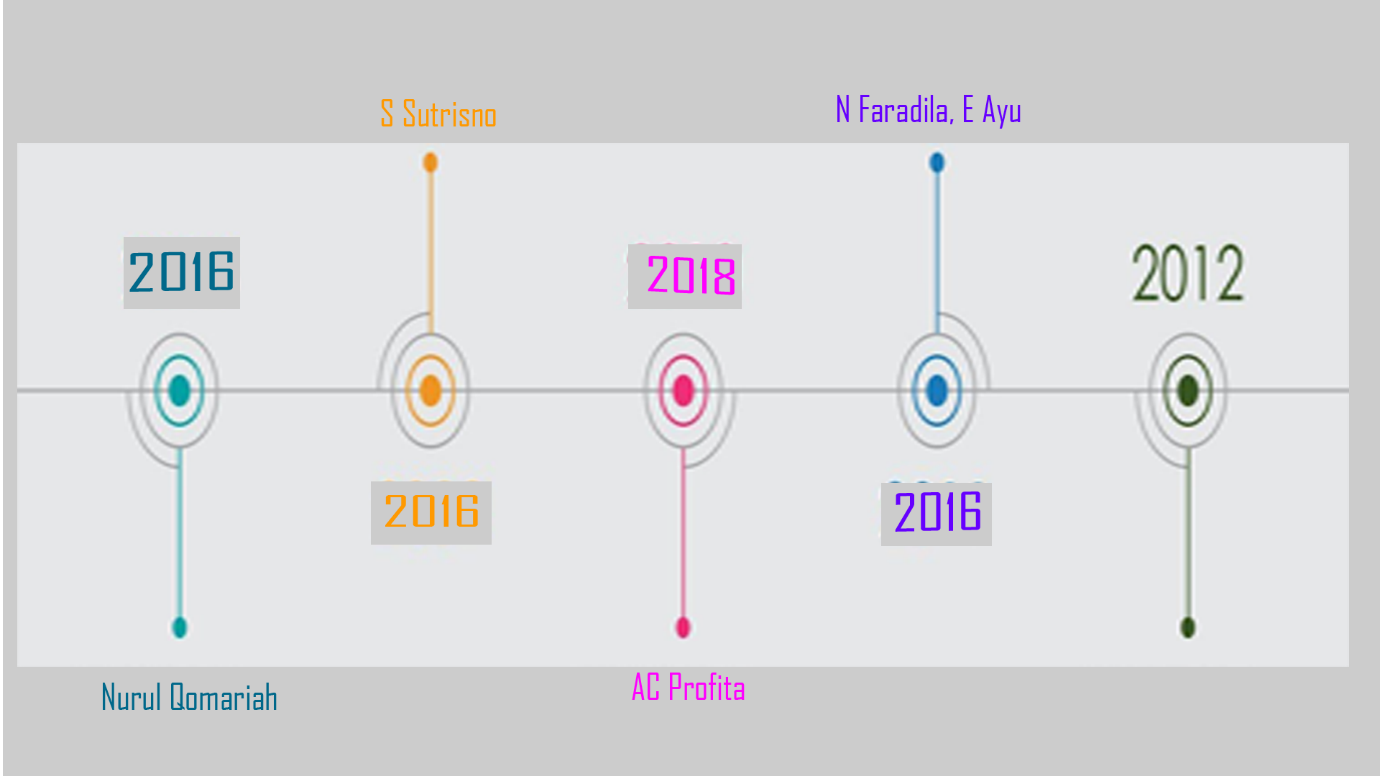 S Sutrisno
N Faradila, E Ayu
2016
2018
2012
2016
2016
Nurul Qomariah
AC Profita